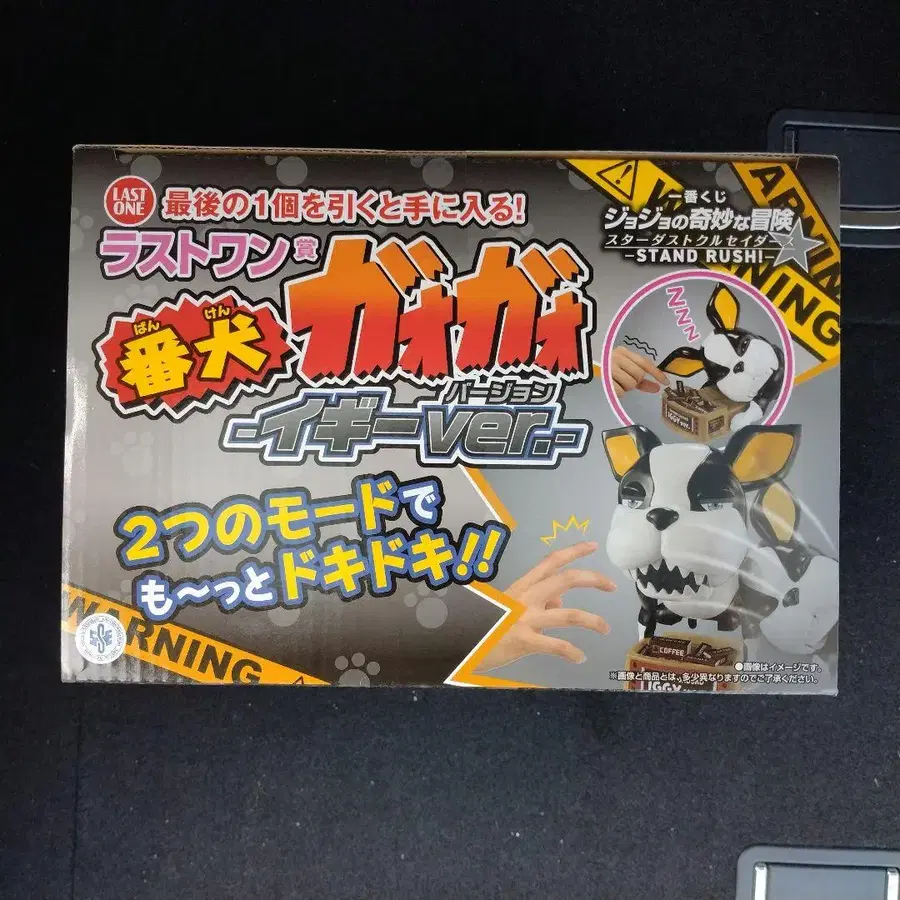 LAST
ONE
最後の1個を引くと手に入る!
ラストワン賞
ばん けん
番犬
ガオガオ
バージョン
-イギーver.-
2つのモードで
も〜っとドキドキ!!
一番くじ
ジョジョの奇妙な冒険
スターダストクルセイダース
-STAND RUSH!-
WARNING
ZZZZ
IGGY ver.
COFFEE
IGGY
WARNING
●画像はイメージです。
※画像と商品とは、多少異なりますのでご了承ください。